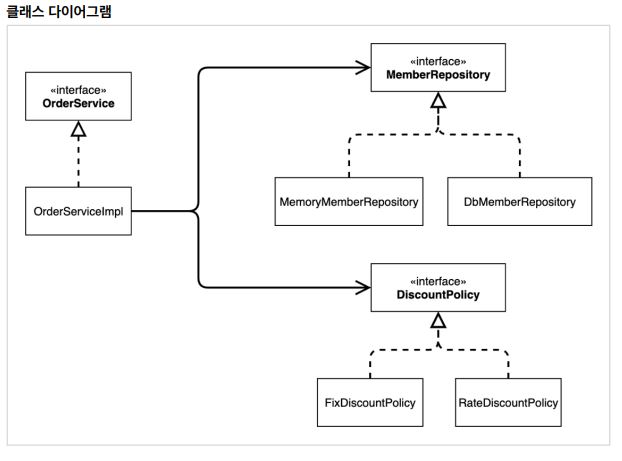 클래스 다이어그램
«interface»
MemberRepository
«interface»
OrderService
OrderServiceImpl
MemoryMemberRepository
DbMemberRepository
«interface»
DiscountPolicy
FixDiscountPolicy
RateDiscountPolicy